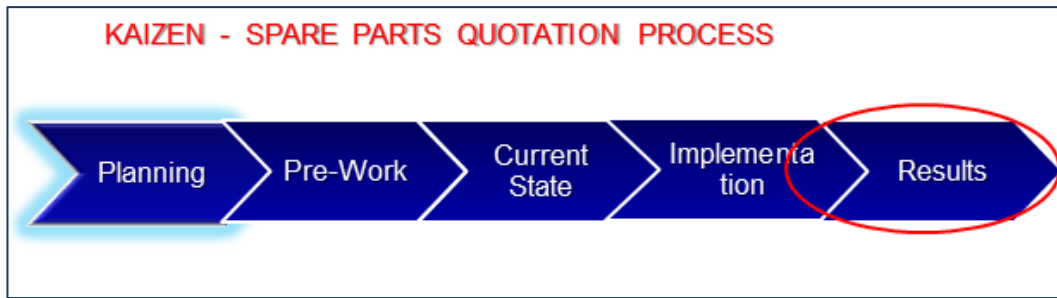 KAIZEN - SPARE PARTS QUOTATION PROCESS
Planning
Pre-Work
Current
State
Implementa
tion
Results